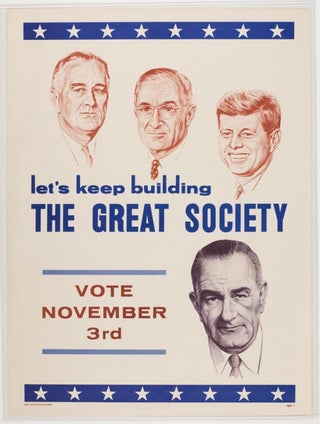 let's keep building
THE GREAT SOCIETY
VOTE
NOVEMBER
3rd